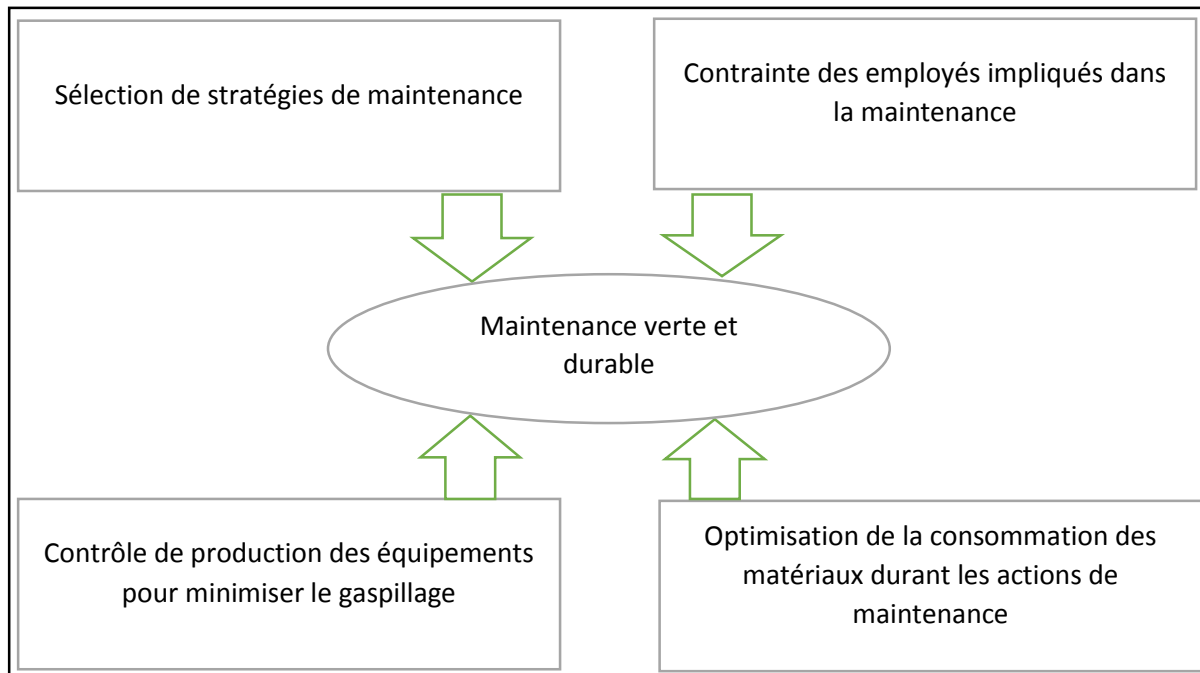 Sélection de stratégies de maintenance
Contrainte des employés impliqués dans
la maintenance
Maintenance verte et
durable
Contrôle de production des équipements
pour minimiser le gaspillage
Optimisation de la consommation des
matériaux durant les actions de
maintenance